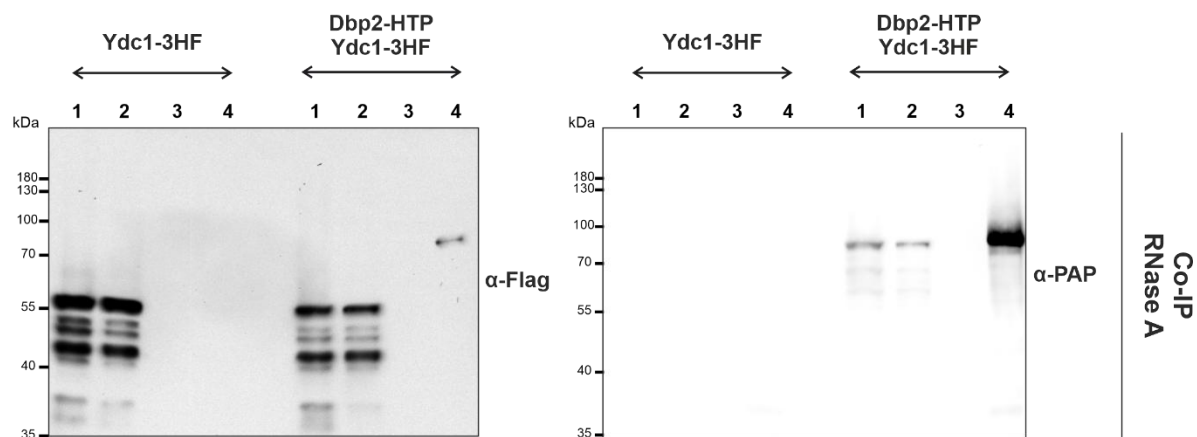 Ydc1-3HF
Dbp2-HTP
Ydc1-3HF
1 2 3 4 1 2 3 4
kDa
180
130
100
70
55
40
35
α-Flag
Ydc1-3HF
Dbp2-HTP
Ydc1-3HF
1 2 3 4 1 2 3 4
kDa
180
130
100
70
55
40
35
α-PAP
Co-IP
RNase A